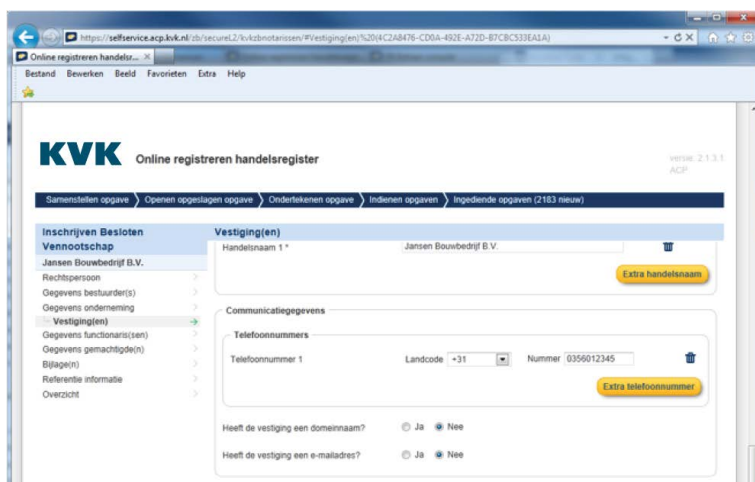 https://selfservice.acp.kvk.nl/zb/secureL2/kvkzbnotarissen/#Vestiging(en)%20(4C2A8476-CD0A-492E-A72D-B7CBC533EA1A)
Online registreren handelsr...
Bestand Bewerken Beeld Favorieten Extra Help
KVK Online registreren handelsregister
versie: 2.1.3.1
ACP
Samenstellen opgave Openen opgeslagen opgave Ondertekenen opgave Indienen opgaven Ingediende opgaven (2183 nieuw)
Inschrijven Besloten Vennootschap
Jansen Bouwbedrijf B.V.
Rechtspersoon
Gegevens bestuurder(s)
Gegevens onderneming
Vestiging(en)
Gegevens functionaris(sen)
Gegevens gemachtigde(n)
Bijlage(n)
Referentie informatie
Overzicht
Vestiging(en)
Handelsnaam 1 * Jansen Bouwbedrijf B.V.
Extra handelsnaam
Communicatiegegevens
Telefoonnummers
Telefoonnummer 1 Landcode +31 Nummer 0356012345
Extra telefoonnummer
Heeft de vestiging een domeinnaam? Ja Nee
Heeft de vestiging een e-mailadres? Ja Nee